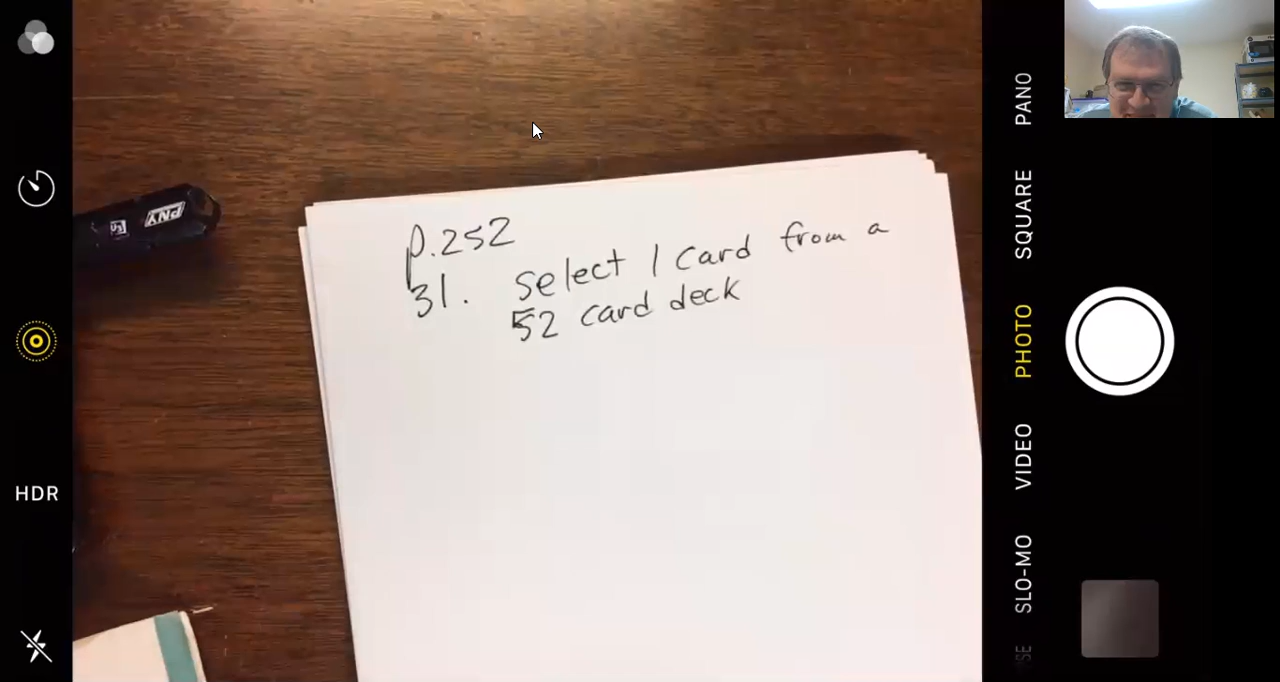 p.252
31. Select 1 card from a
52 card deck
PNY
HDR
PANO
SQUARE
PHOTO
VIDEO
SLO-MO